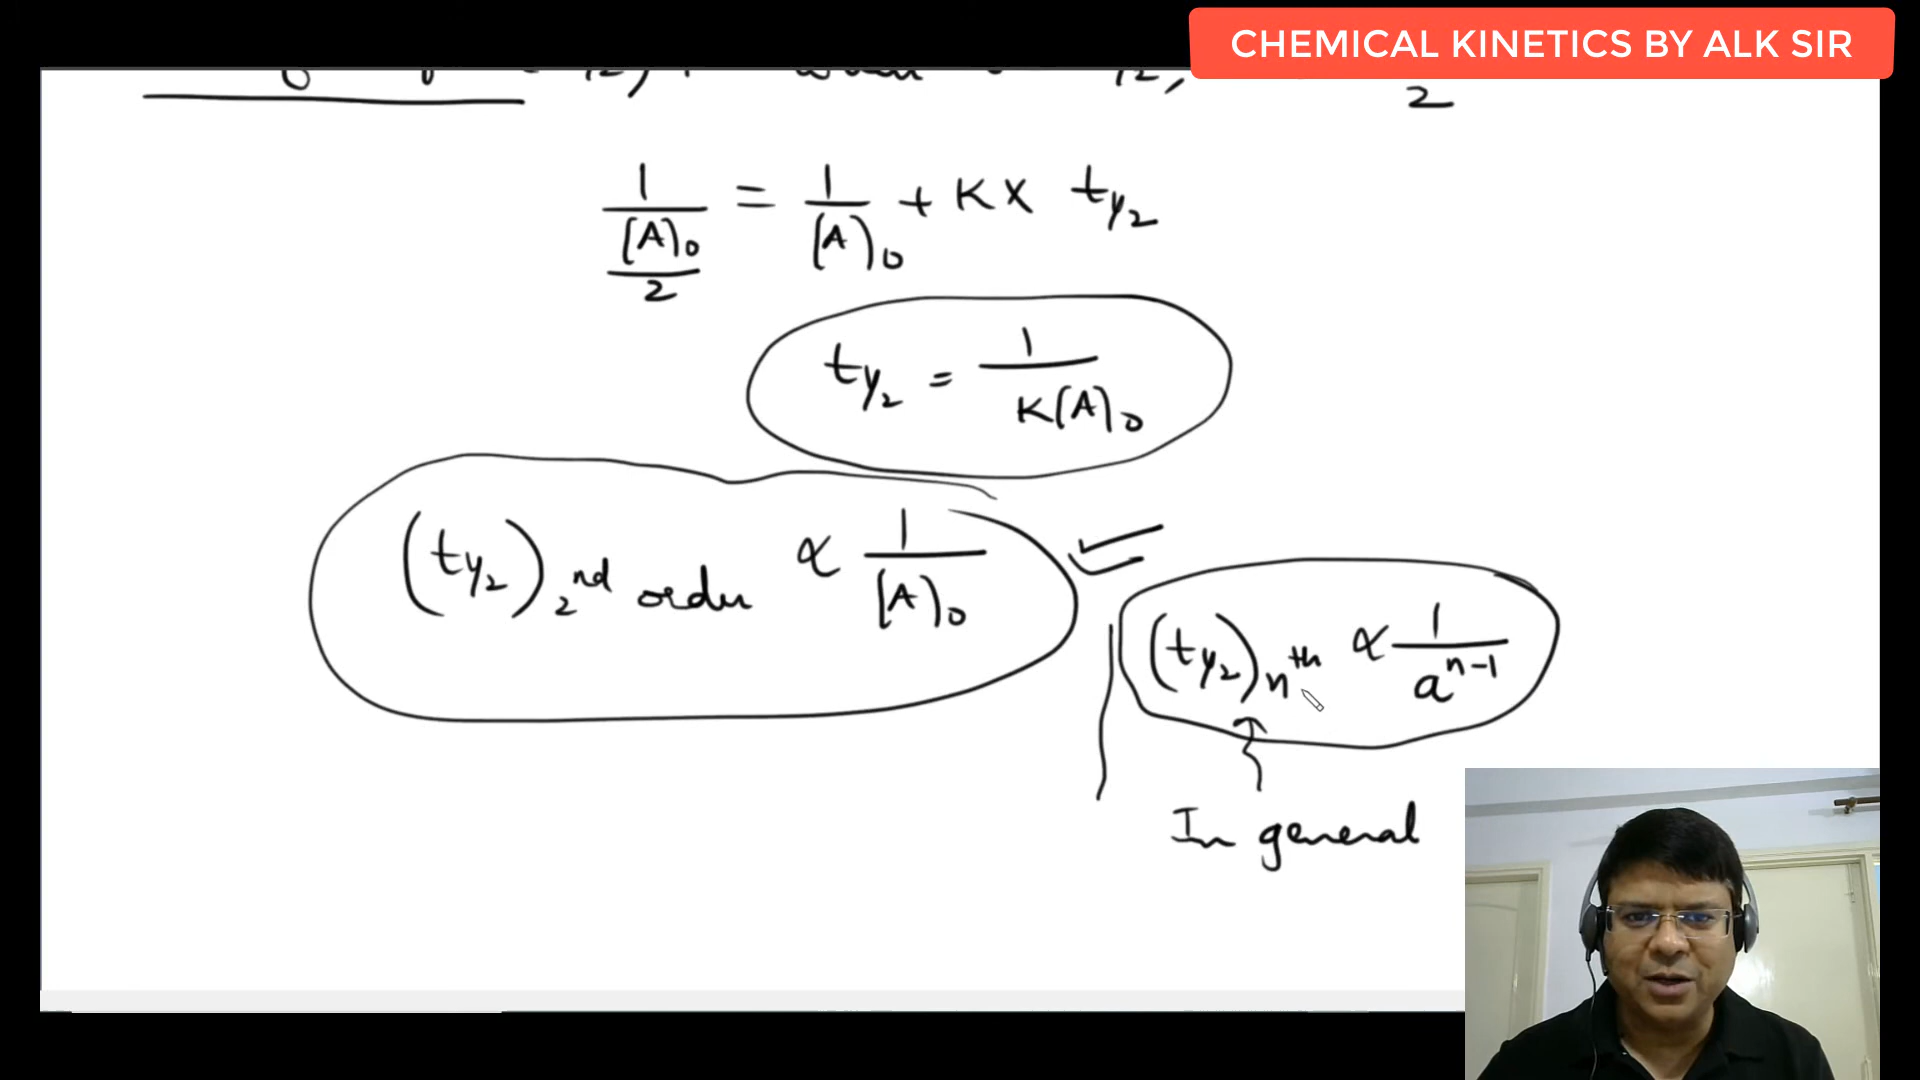 CHEMICAL KINETICS BY ALK SIR
2
1/([A)₀/2) = 1/[A)₀ + K × t½
t½ = 1/(K[A)₀)
(t½) 2nd order ∝ 1/[A)₀
(t½) nth ∝ 1/a^(n-1)
In general